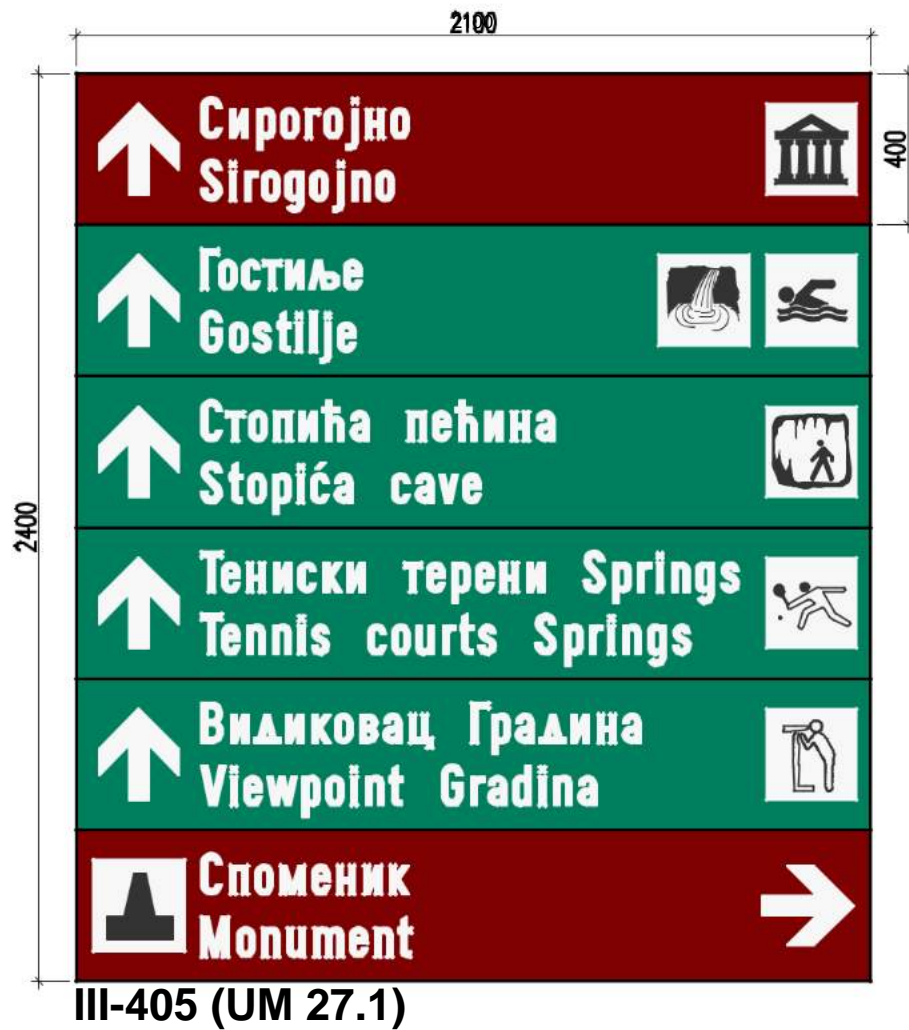 2100
400
2400
Сирогојно
Sirogojno
Гостиље
Gostilje
Стопића пећина
Stopića cave
Тениски терени Springs
Tennis courts Springs
Видиковац Градина
Viewpoint Gradina
Споменик
Monument
III-405 (UM 27.1)